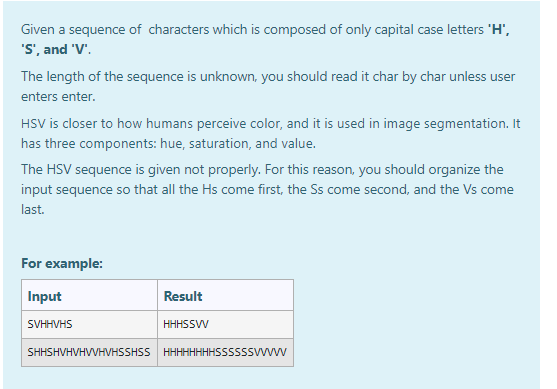 Given a sequence of characters which is composed of only capital case letters 'H',
'S', and 'V'.
The length of the sequence is unknown, you should read it char by char unless user
enters enter.
HSV is closer to how humans perceive color, and it is used in image segmentation. It
has three components: hue, saturation, and value.
The HSV sequence is given not properly. For this reason, you should organize the
input sequence so that all the Hs come first, the Ss come second, and the Vs come
last.
For example:
Input Result
SVHHVHS HHHSSVV
SHHSHVHVHVVHVHSSHSS HHHHHHHHSSSSSSVVVVV